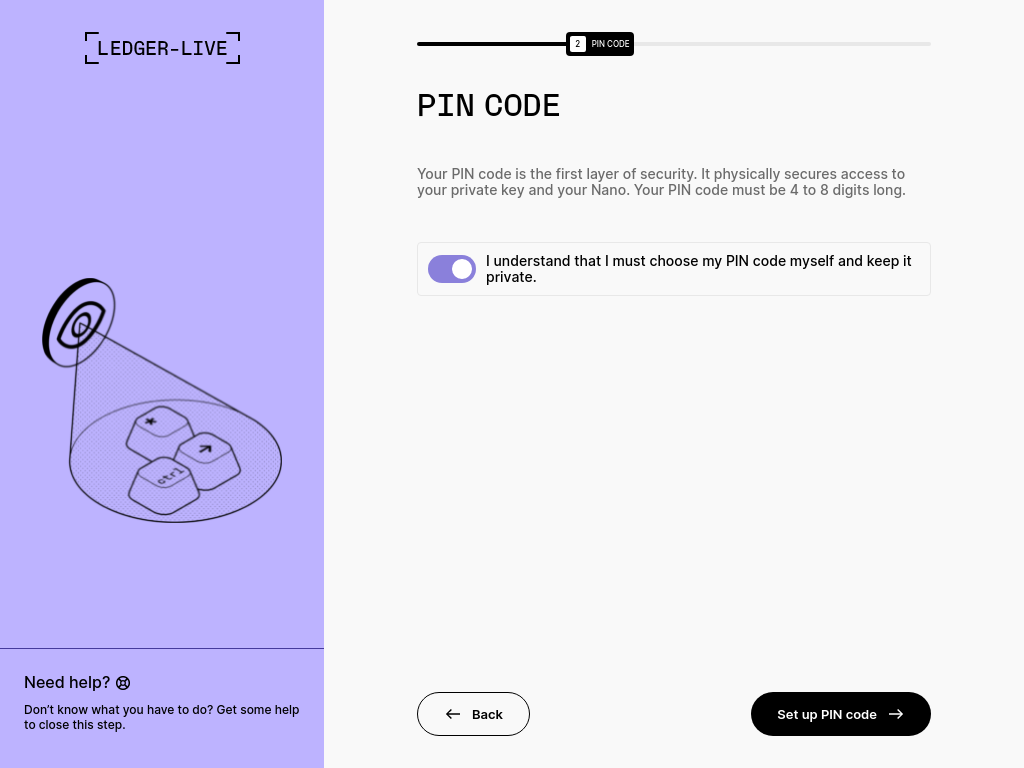 LEDGER-LIVE
2 PIN CODE
PIN CODE
Your PIN code is the first layer of security. It physically secures access to
your private key and your Nano. Your PIN code must be 4 to 8 digits long.
I understand that I must choose my PIN code myself and keep it
private.
*
ctrl
Need help?
Don’t know what you have to do? Get some help
to close this step.
Back
Set up PIN code